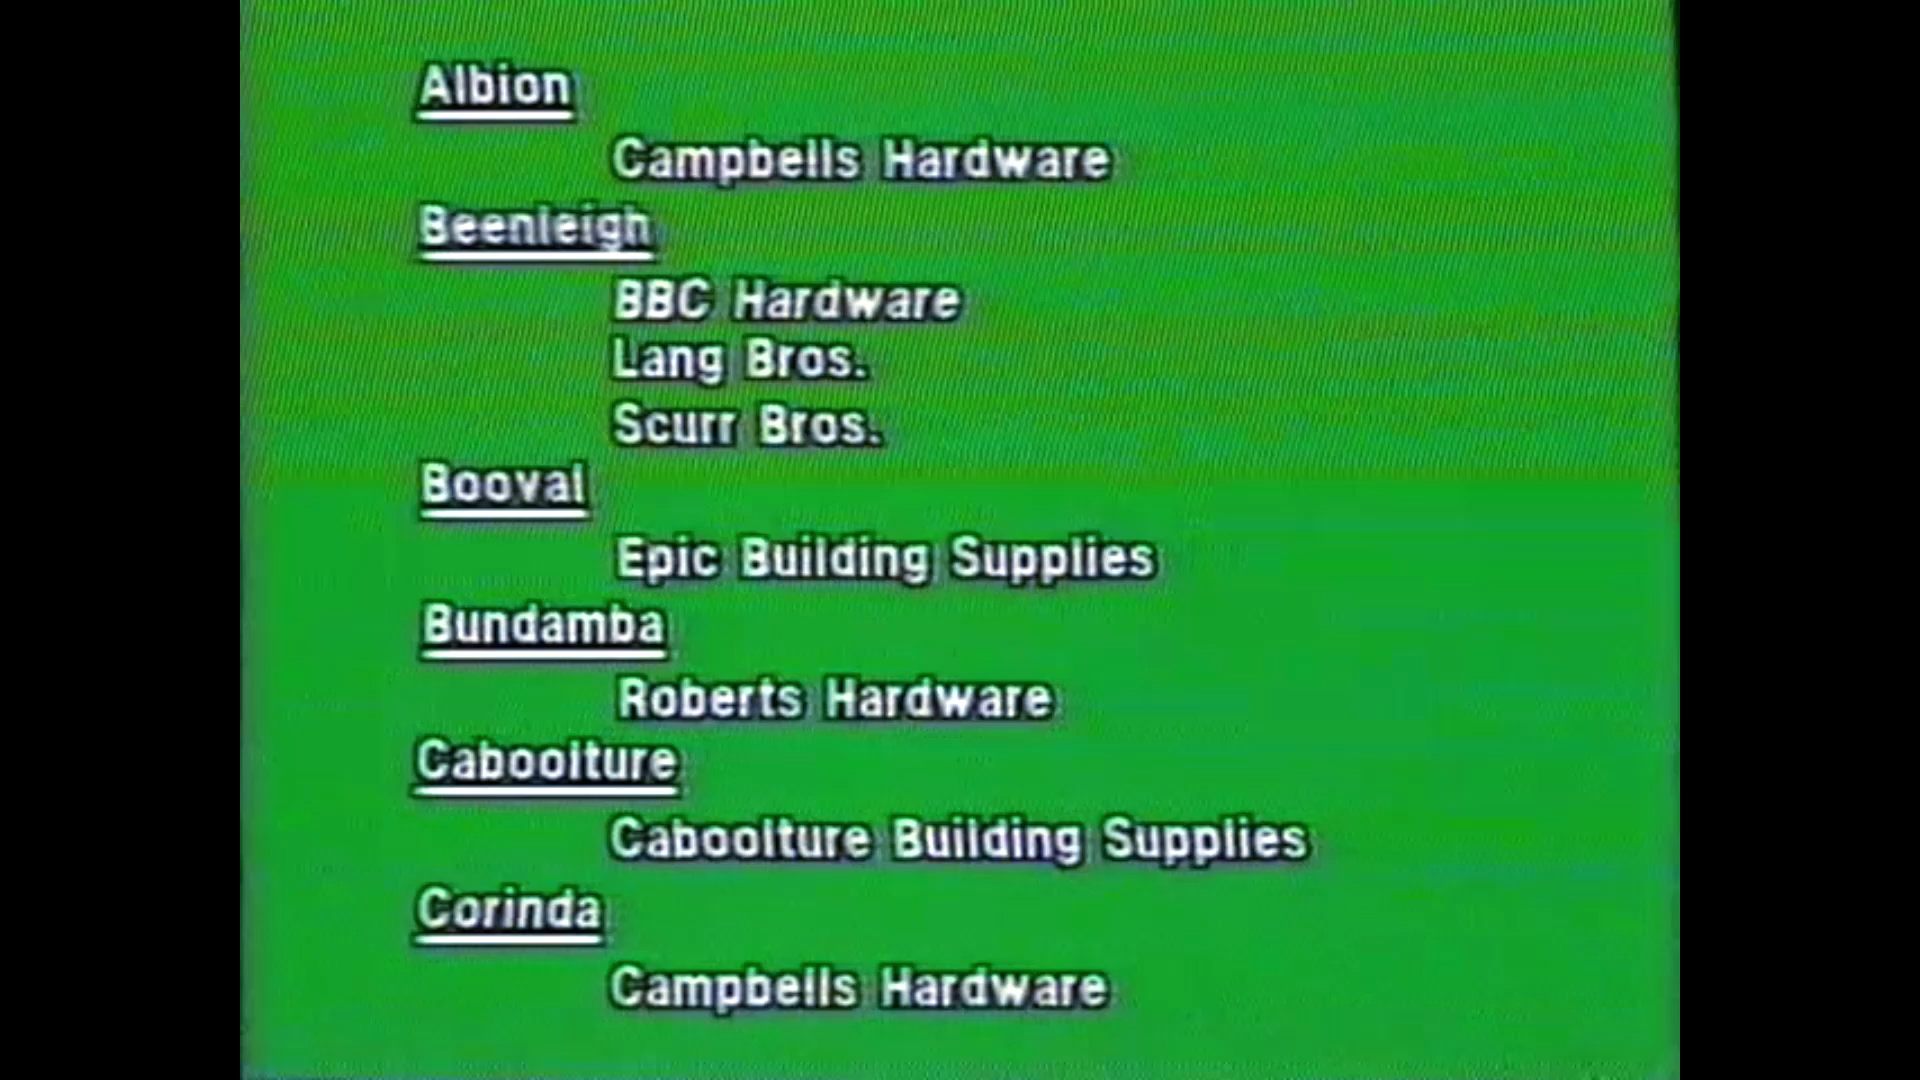 Albion
Campbells Hardware
Beenleigh
BBC Hardware
Lang Bros.
Scurr Bros.
Booval
Epic Building Supplies
Bundamba
Roberts Hardware
Caboolture
Caboolture Building Supplies
Corinda
Campbells Hardware